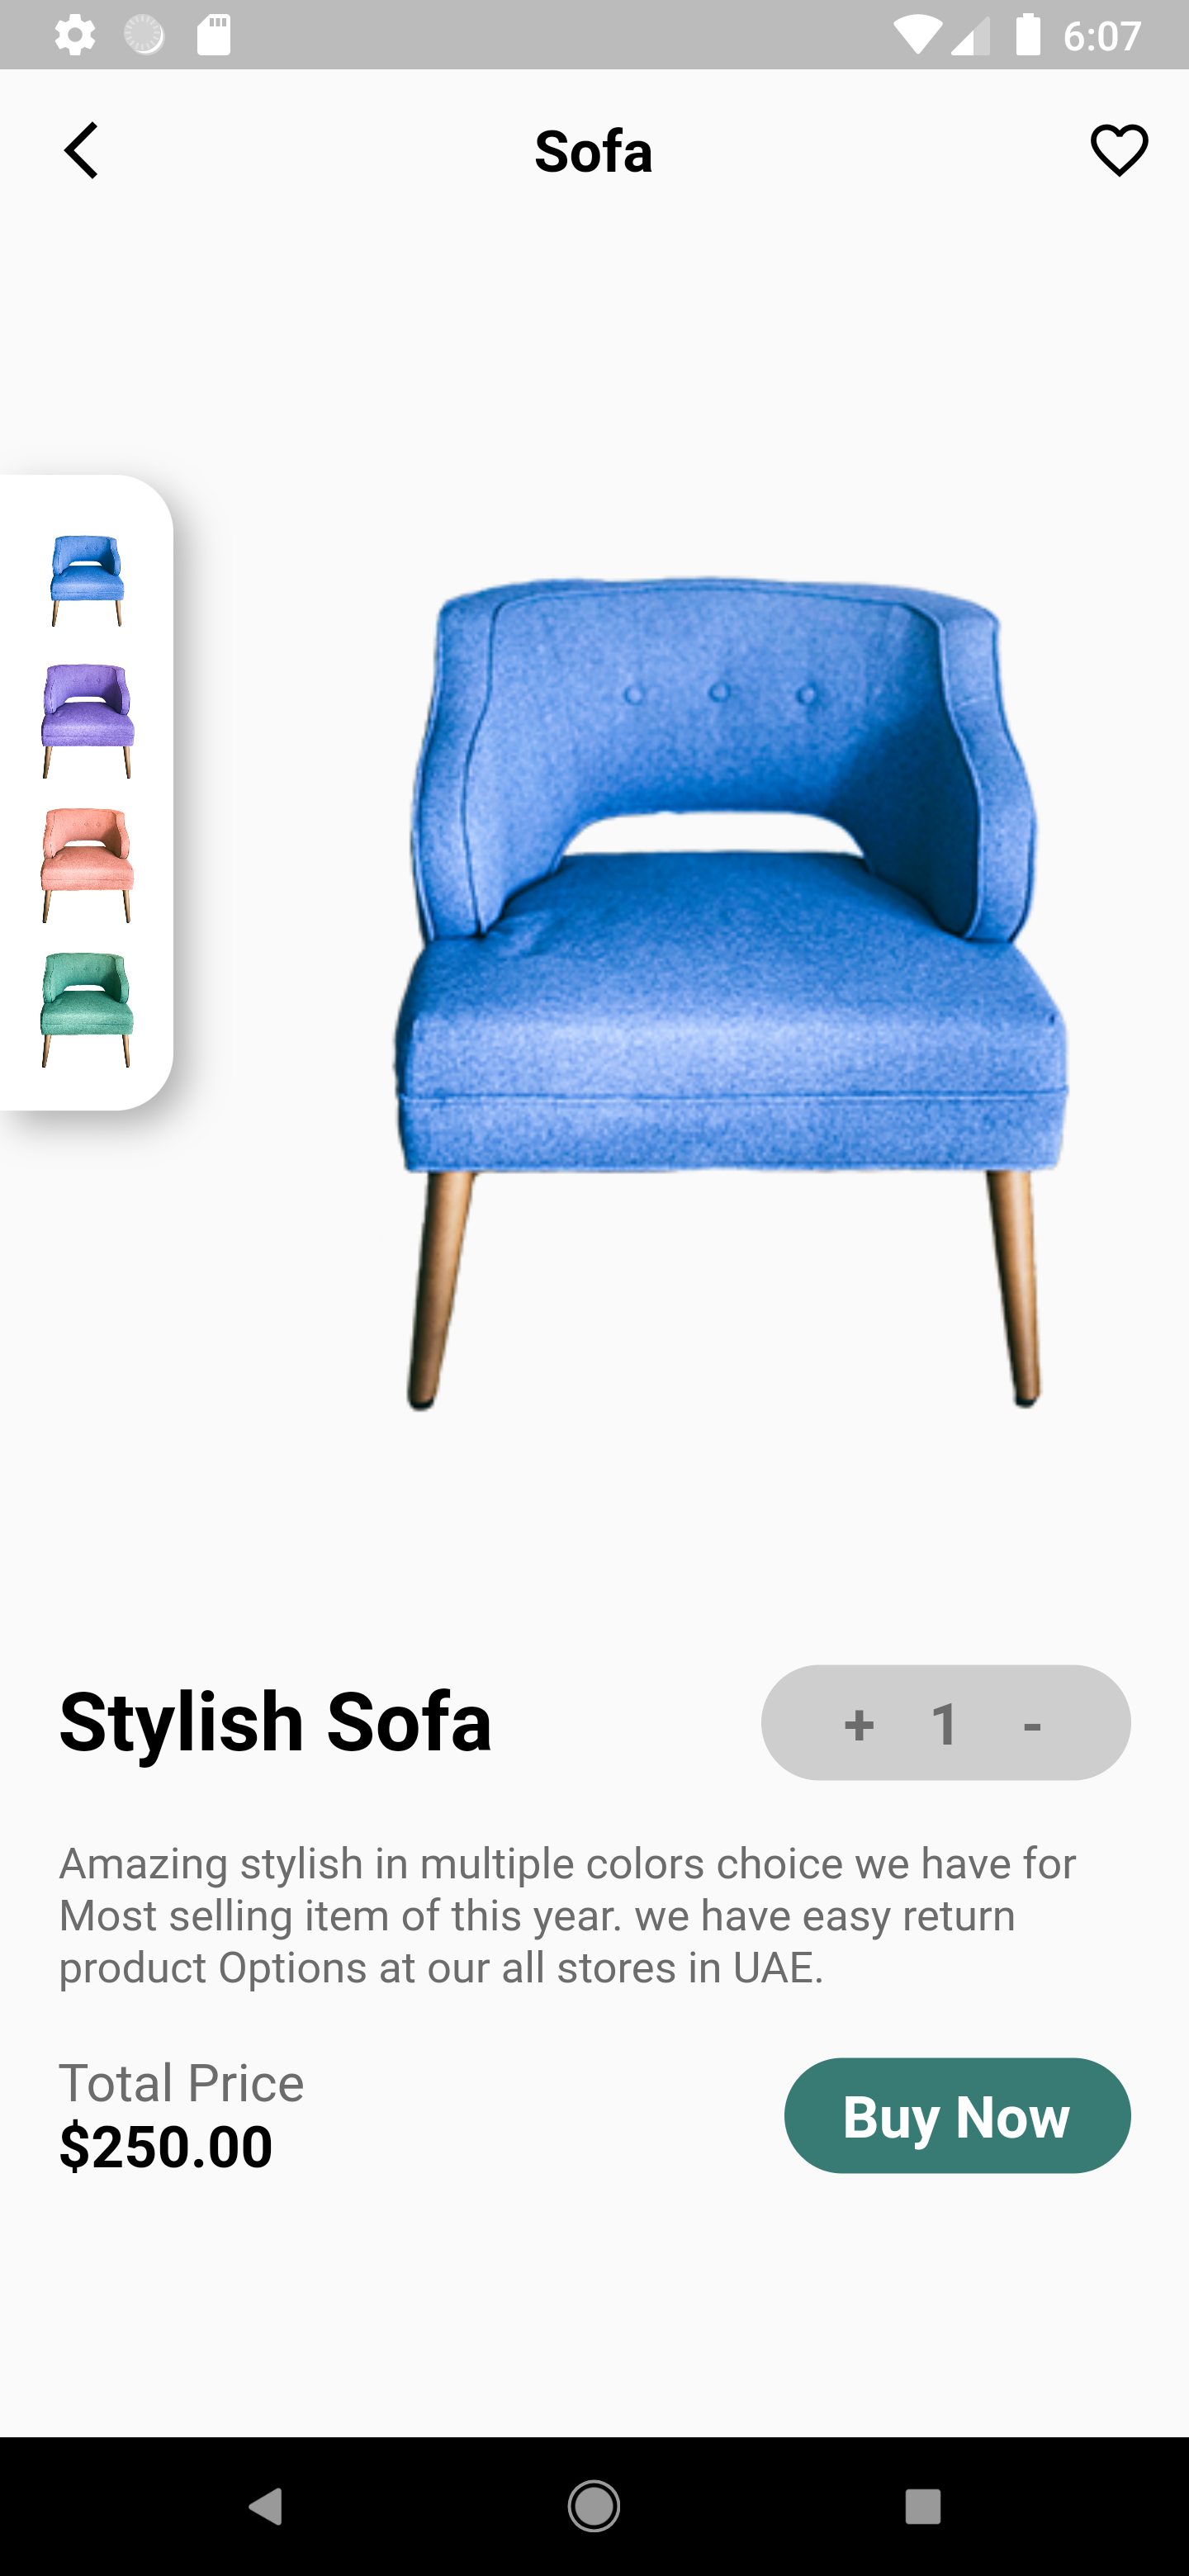 6:07
Sofa
Stylish Sofa
+ 1 -
Amazing stylish in multiple colors choice we have for
Most selling item of this year. we have easy return
product Options at our all stores in UAE.
Total Price
$250.00
Buy Now